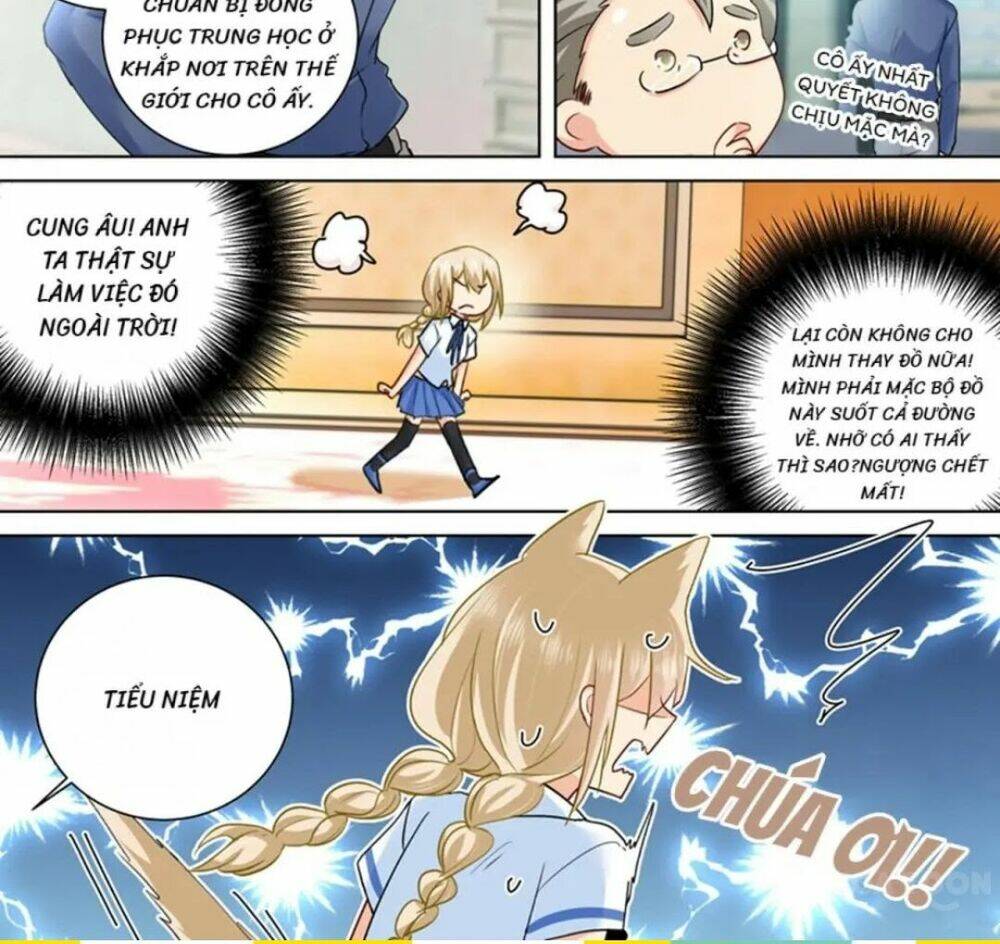 CHUẨN BỊ ĐỒNG
PHỤC TRUNG HỌC Ở
KHẮP NƠI TRÊN THẾ
GIỚI CHO CÔ ẤY.
CÔ ẤY NHẤT
QUYẾT KHÔNG
CHỊU MẶC MÀ?
CUNG ÂU! ANH
TA THẬT SỰ
LÀM VIỆC ĐÓ
NGOÀI TRỜI!
LẠI CÒN KHÔNG CHO
MÌNH THAY ĐỒ NỮA!
MÌNH PHẢI MẶC BỘ ĐỒ
NÀY SUỐT CẢ ĐƯỜNG
VỀ. NHỠ CÓ AI THẤY
THÌ SAO?NGƯỢNG CHẾT
MẤT!
TIỂU NIỆM
CHÚA ƠI!!!